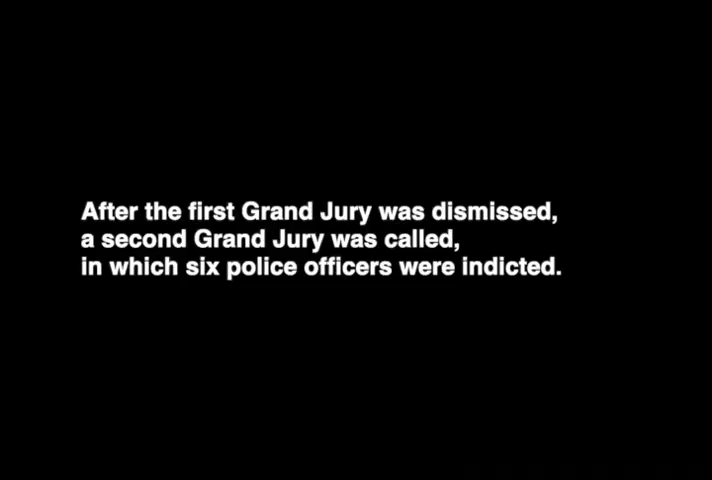 After the first Grand Jury was dismissed,
a second Grand Jury was called,
in which six police officers were indicted.